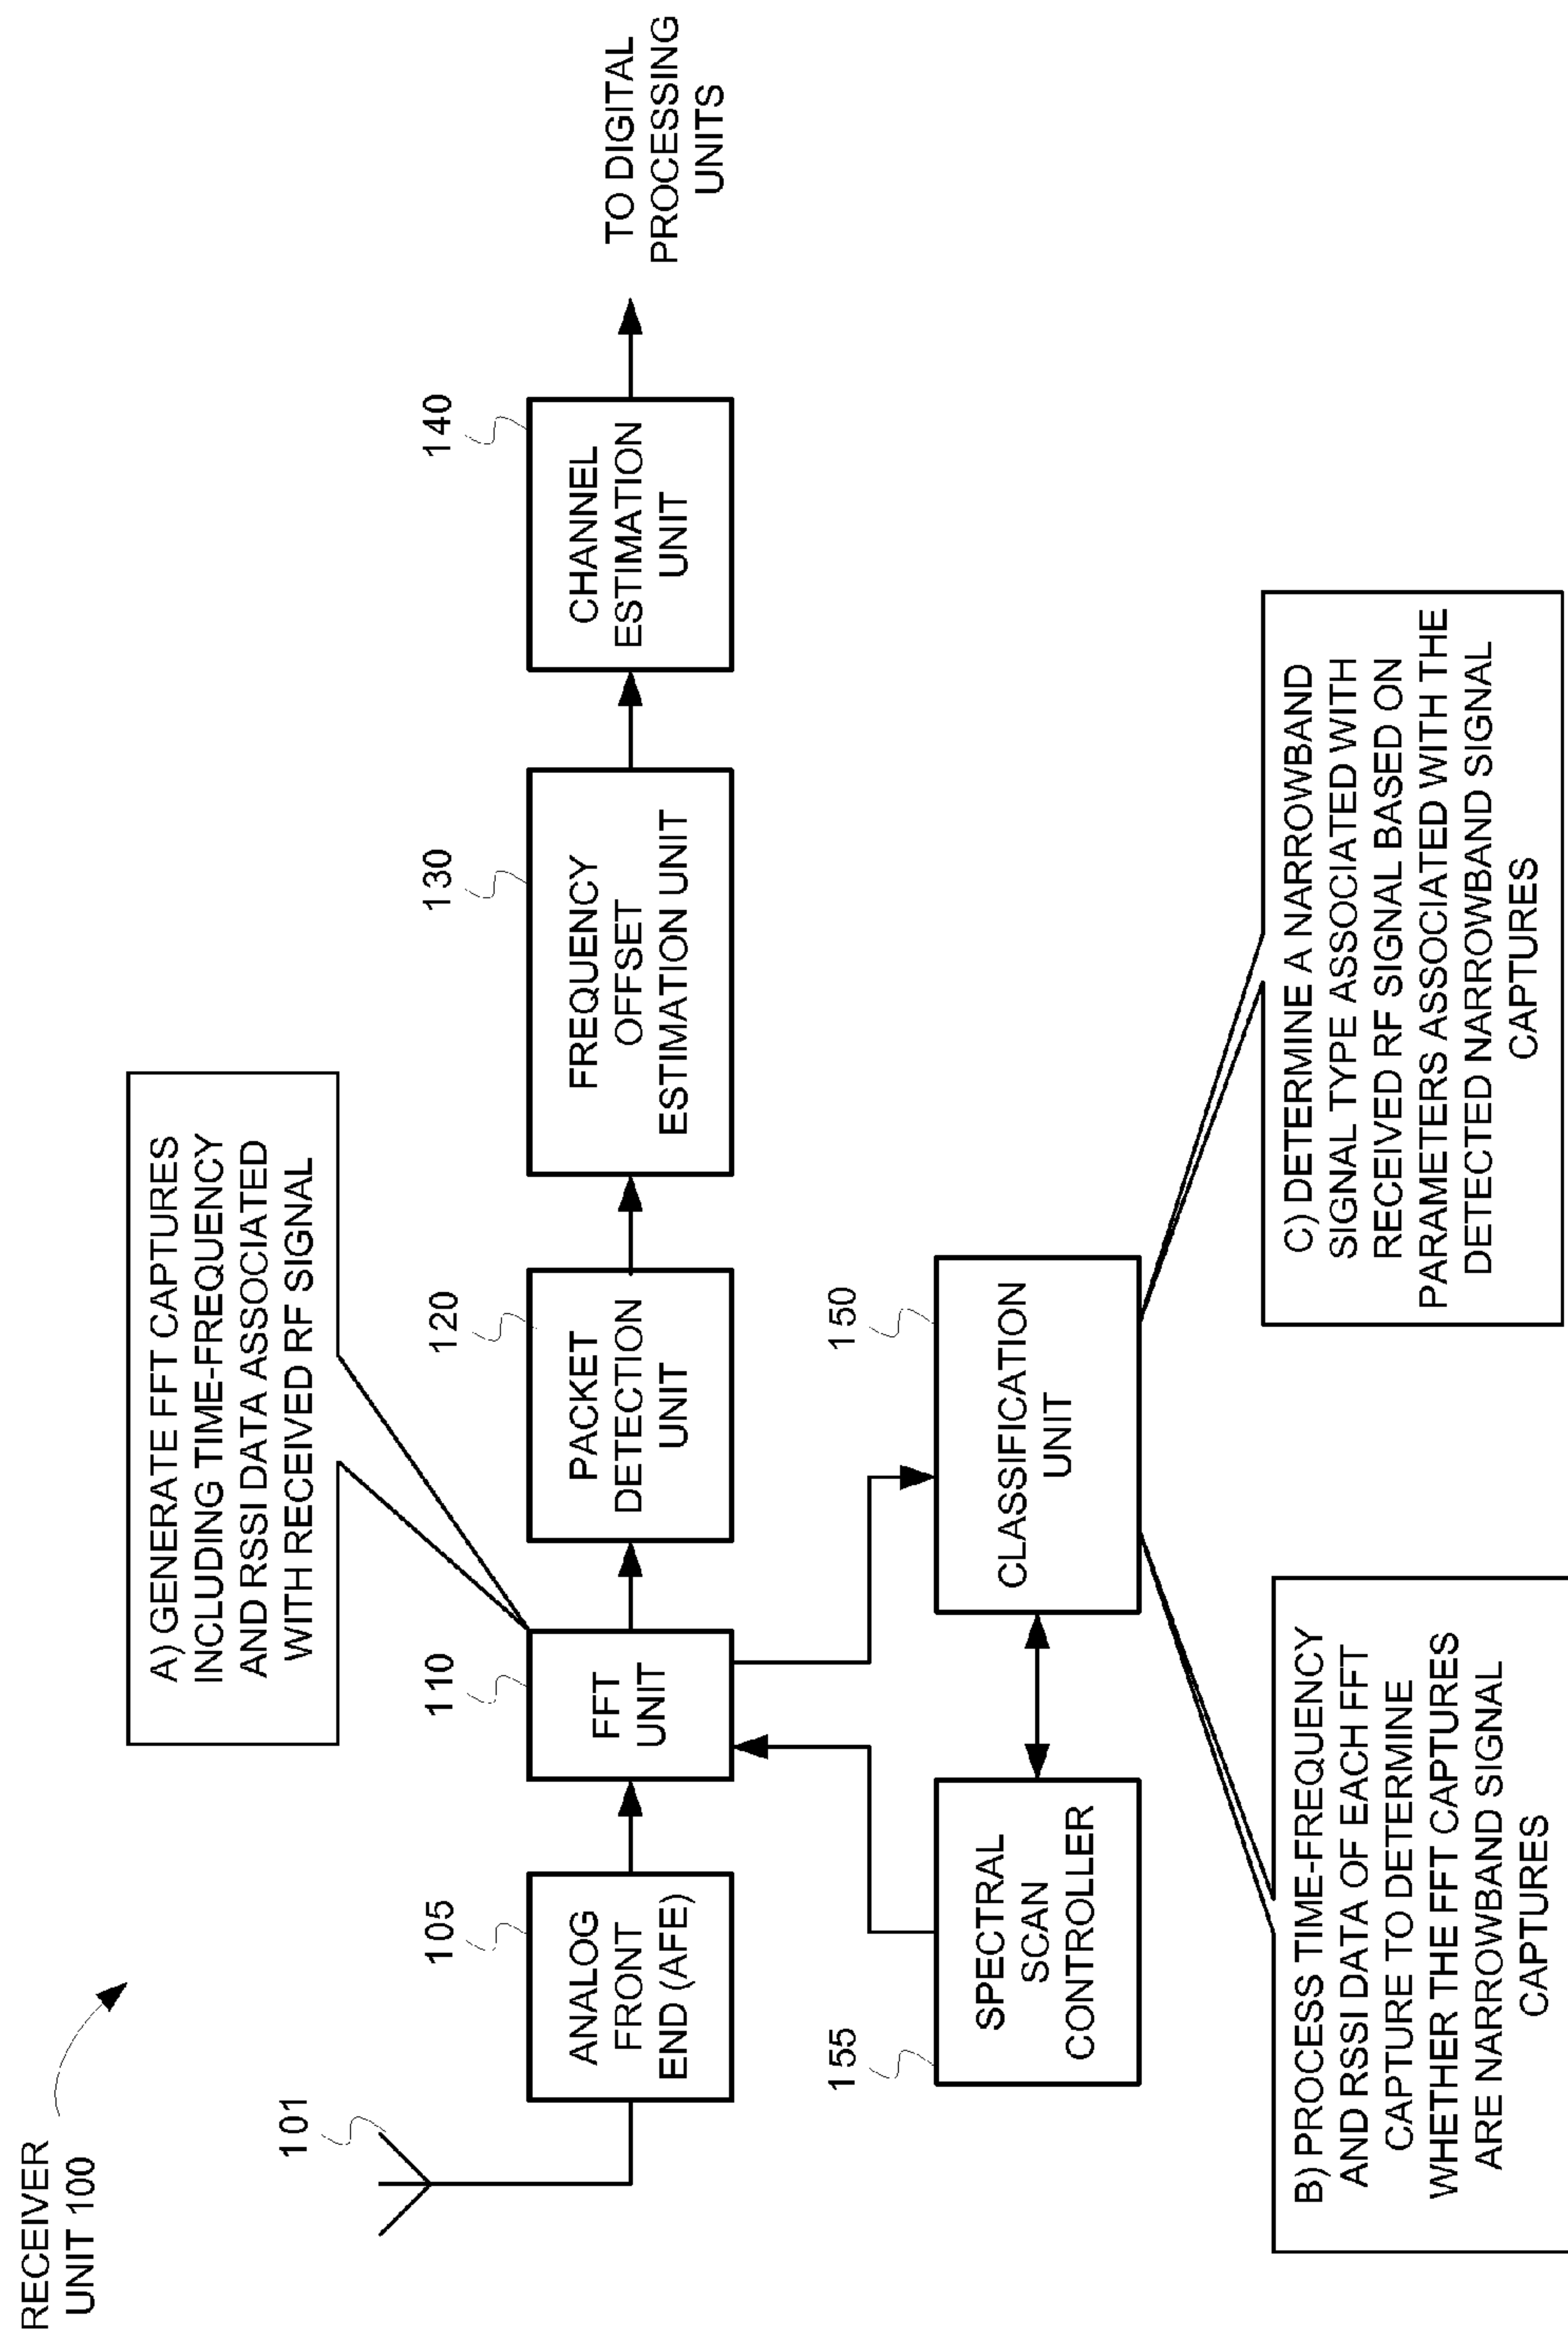 RECEIVER
UNIT 100
A) GENERATE FFT CAPTURES
INCLUDING TIME-FREQUENCY
AND RSSI DATA ASSOCIATED
WITH RECEIVED RF SIGNAL
101
105
ANALOG
FRONT
END (AFE)
110
FFT
UNIT
120
PACKET
DETECTION
UNIT
130
FREQUENCY
OFFSET
ESTIMATION UNIT
140
CHANNEL
ESTIMATION
UNIT
TO DIGITAL
PROCESSING
UNITS
155
SPECTRAL
SCAN
CONTROLLER
150
CLASSIFICATION
UNIT
B) PROCESS TIME-FREQUENCY
AND RSSI DATA OF EACH FFT
CAPTURE TO DETERMINE
WHETHER THE FFT CAPTURES
ARE NARROWBAND SIGNAL
CAPTURES
C) DETERMINE A NARROWBAND
SIGNAL TYPE ASSOCIATED WITH
RECEIVED RF SIGNAL BASED ON
PARAMETERS ASSOCIATED WITH THE
DETECTED NARROWBAND SIGNAL
CAPTURES